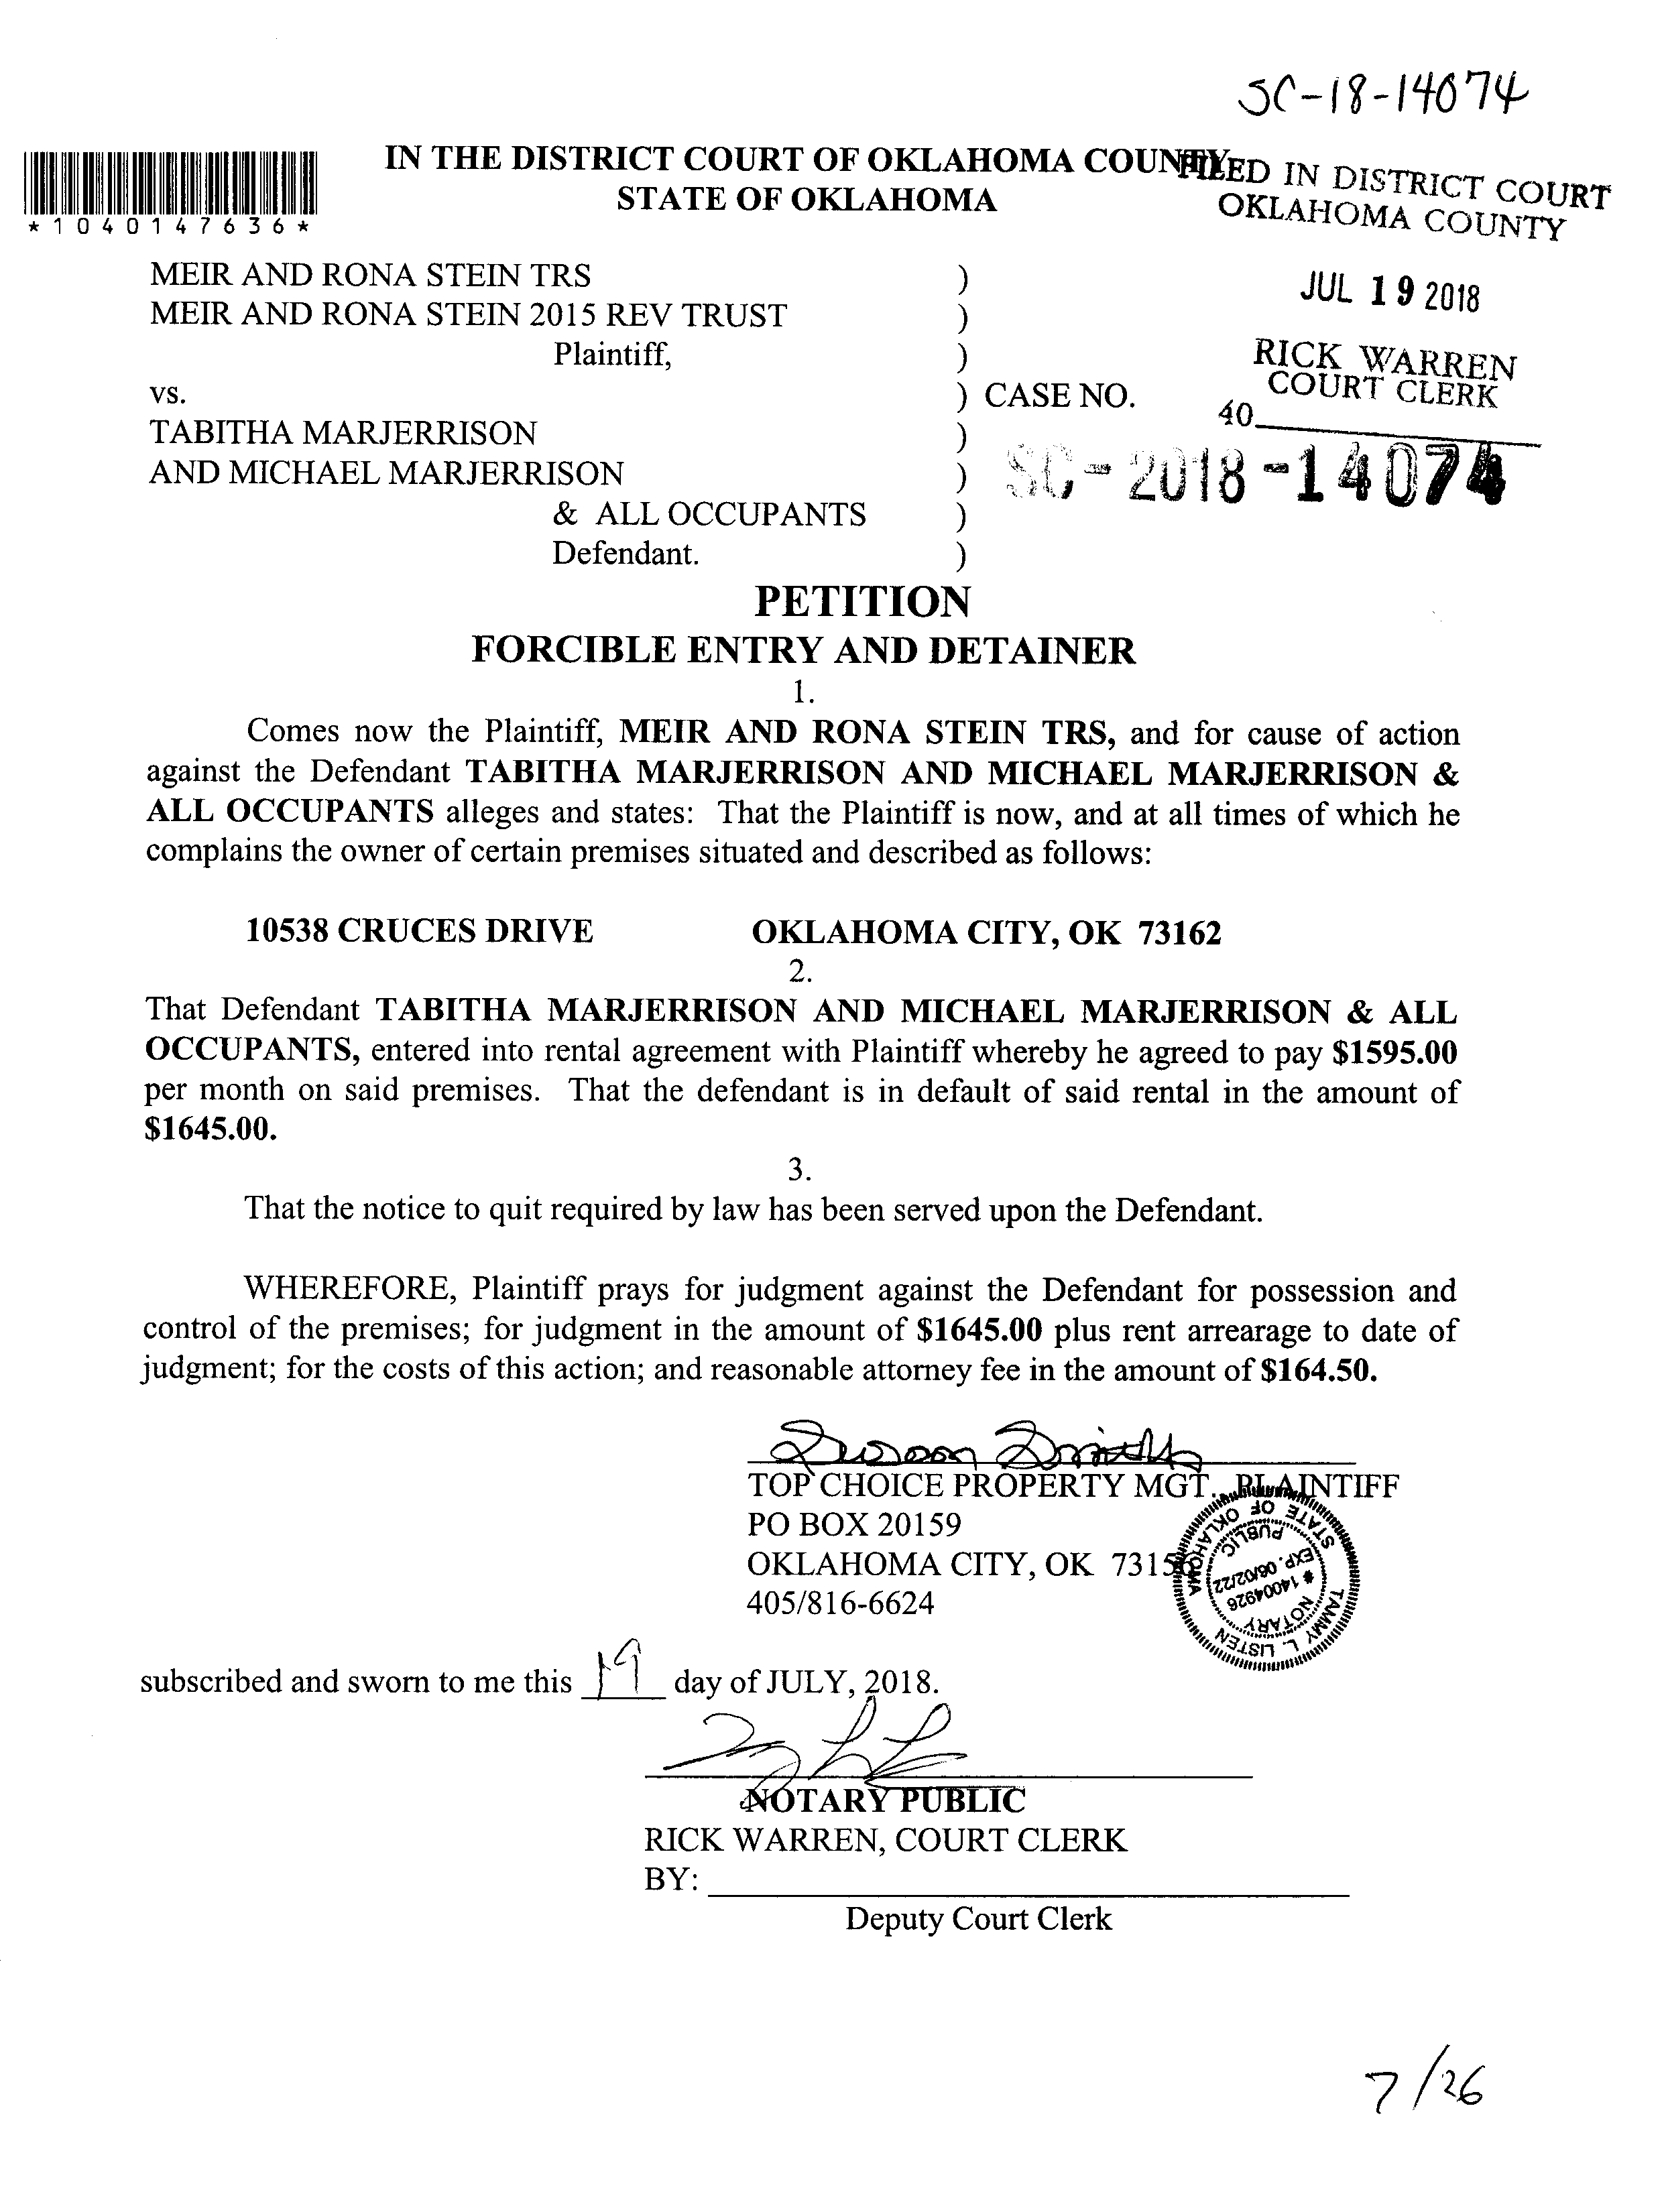 SC-18-14074
IN THE DISTRICT COURT OF OKLAHOMA COUNTY
STATE OF OKLAHOMA
FILED IN DISTRICT COURT
OKLAHOMA COUNTY
*1040147636*
JUL 19 2018
RICK WARREN
COURT CLERK
40
MEIR AND RONA STEIN TRS )
MEIR AND RONA STEIN 2015 REV TRUST )
Plaintiff, )
vs. ) CASE NO.
TABITHA MARJERRISON )
SC-2018-14074
AND MICHAEL MARJERRISON )
& ALL OCCUPANTS )
Defendant. )
PETITION
FORCIBLE ENTRY AND DETAINER
1.
Comes now the Plaintiff, MEIR AND RONA STEIN TRS, and for cause of action
against the Defendant TABITHA MARJERRISON AND MICHAEL MARJERRISON &
ALL OCCUPANTS alleges and states: That the Plaintiff is now, and at all times of which he
complains the owner of certain premises situated and described as follows:
10538 CRUCES DRIVE OKLAHOMA CITY, OK 73162
2.
That Defendant TABITHA MARJERRISON AND MICHAEL MARJERRISON & ALL
OCCUPANTS, entered into rental agreement with Plaintiff whereby he agreed to pay $1595.00
per month on said premises. That the defendant is in default of said rental in the amount of
$1645.00.
3.
That the notice to quit required by law has been served upon the Defendant.
WHEREFORE, Plaintiff prays for judgment against the Defendant for possession and
control of the premises; for judgment in the amount of $1645.00 plus rent arrearage to date of
judgment; for the costs of this action; and reasonable attorney fee in the amount of $164.50.
TOP CHOICE PROPERTY MGT., PLAINTIFF
PO BOX 20159
OKLAHOMA CITY, OK 73156
405/816-6624
TAMMY L. LISTEN
STATE OF OKLAHOMA
NOTARY
# 14004926
EXP. 06/02/22
PUBLIC
subscribed and sworn to me this 19 day of JULY, 2018.
NOTARY PUBLIC
RICK WARREN, COURT CLERK
BY:
Deputy Court Clerk
7/26